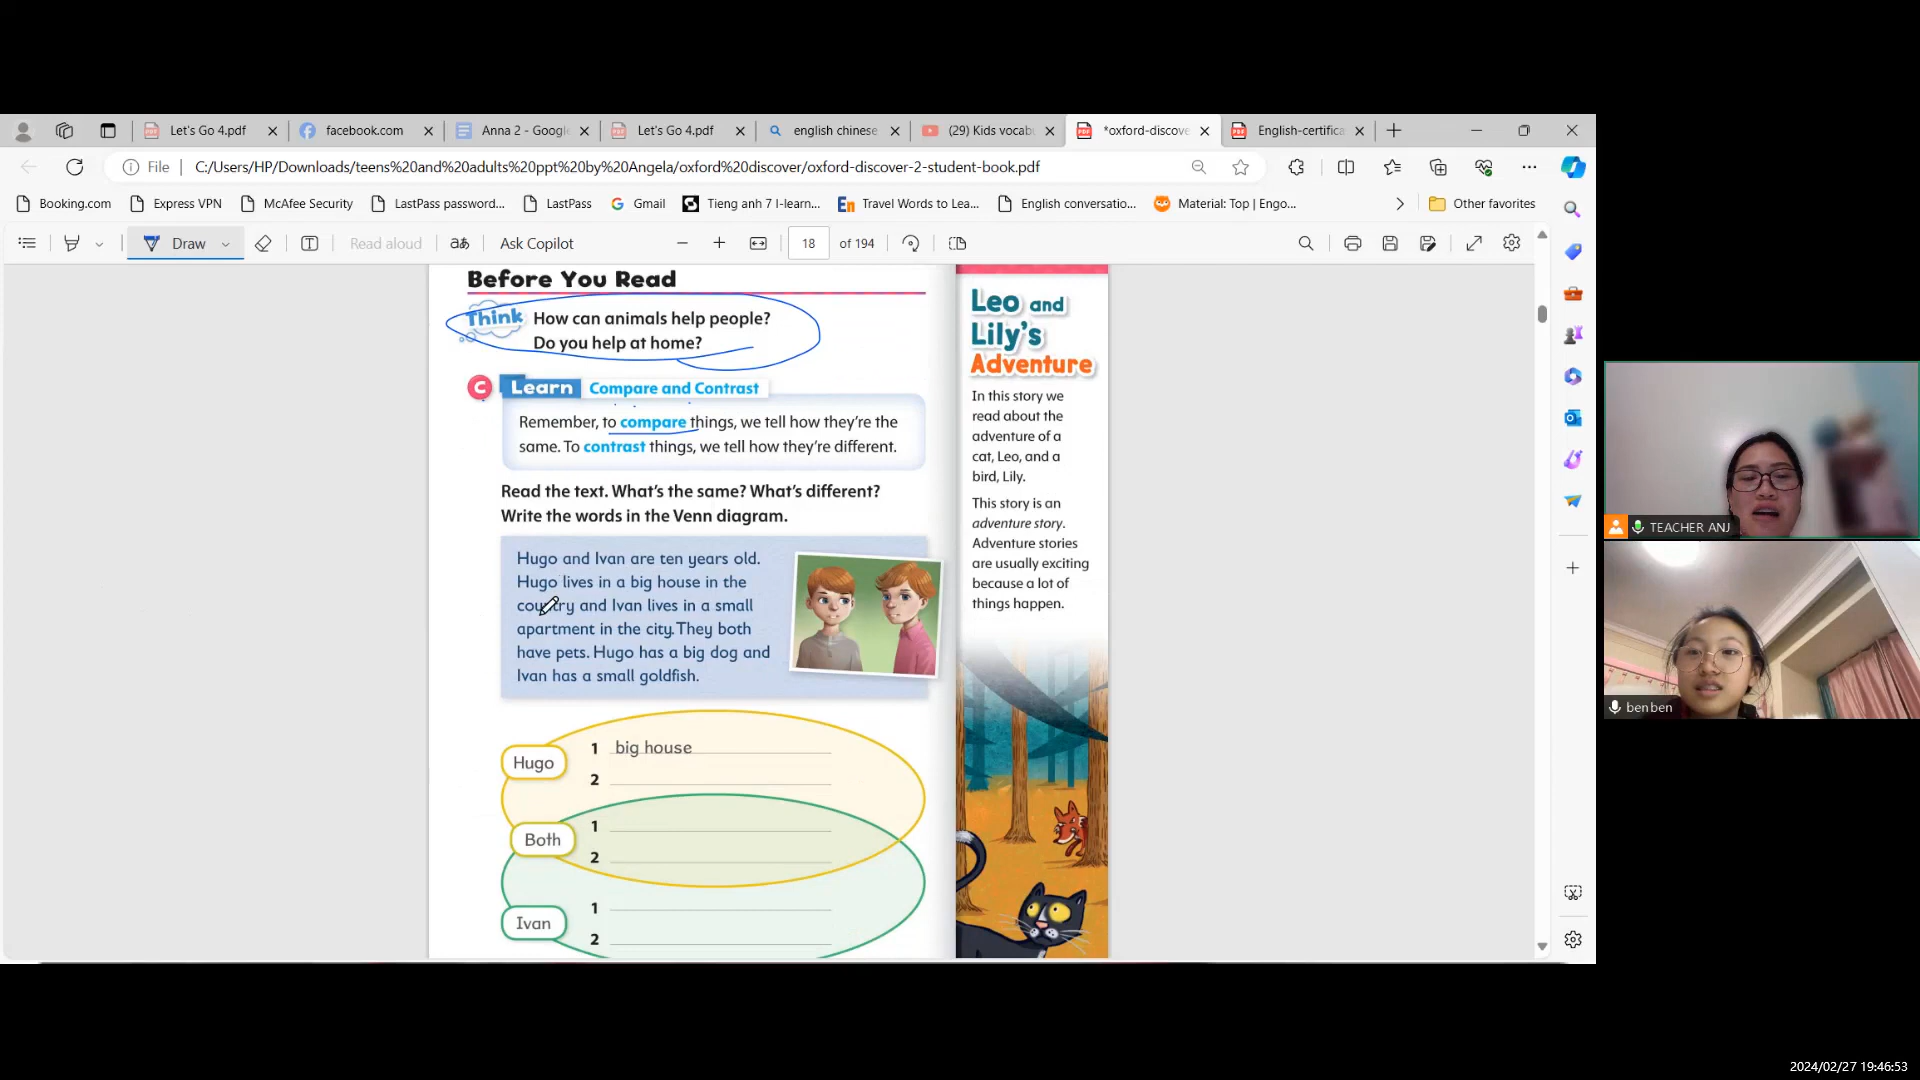 Let's Go 4.pdf
facebook.com
Anna 2 - Google
Let's Go 4.pdf
english chinese
(29) Kids vocab
*oxford-discove
English-certifica
File
C:/Users/HP/Downloads/teens%20and%20adults%20ppt%20by%20Angela/oxford%20discover/oxford-discover-2-student-book.pdf
Booking.com
Express VPN
McAfee Security
LastPass password...
LastPass
Gmail
Tieng anh 7 I-learn...
Travel Words to Lea...
English conversatio...
Material: Top | Engo...
Other favorites
Draw
Read aloud
Ask Copilot
18
of 194
Before You Read
Think
How can animals help people?
Do you help at home?
C
Learn
Compare and Contrast
Remember, to compare things, we tell how they're the
same. To contrast things, we tell how they're different.
Read the text. What's the same? What's different?
Write the words in the Venn diagram.
Hugo and Ivan are ten years old.
Hugo lives in a big house in the
country and Ivan lives in a small
apartment in the city. They both
have pets. Hugo has a big dog and
Ivan has a small goldfish.
Hugo
1 big house
2
Both
1
2
Ivan
1
2
Leo and
Lily's
Adventure
In this story we
read about the
adventure of a
cat, Leo, and a
bird, Lily.
This story is an
adventure story.
Adventure stories
are usually exciting
because a lot of
things happen.
TEACHER ANJ
benben
2024/02/27 19:46:53